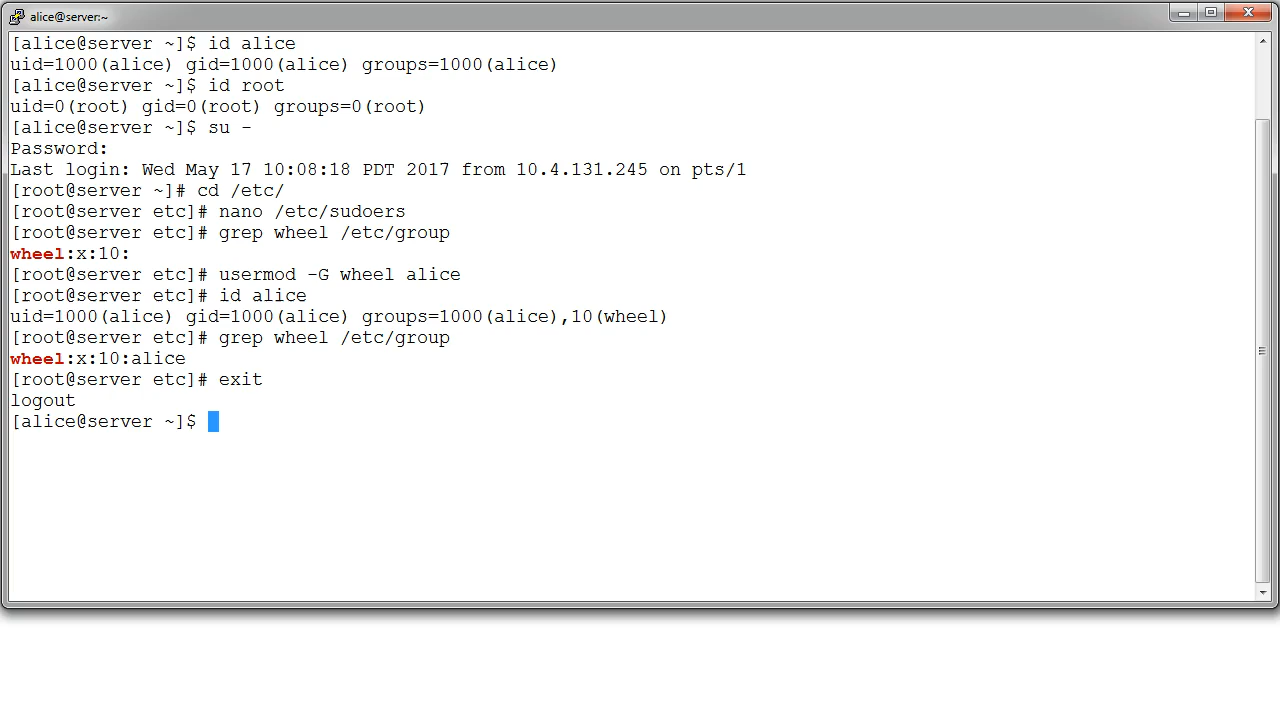 alice@server:~
[alice@server ~]$ id alice
uid=1000(alice) gid=1000(alice) groups=1000(alice)
[alice@server ~]$ id root
uid=0(root) gid=0(root) groups=0(root)
[alice@server ~]$ su -
Password:
Last login: Wed May 17 10:08:18 PDT 2017 from 10.4.131.245 on pts/1
[root@server ~]# cd /etc/
[root@server etc]# nano /etc/sudoers
[root@server etc]# grep wheel /etc/group
wheel:x:10:
[root@server etc]# usermod -G wheel alice
[root@server etc]# id alice
uid=1000(alice) gid=1000(alice) groups=1000(alice),10(wheel)
[root@server etc]# grep wheel /etc/group
wheel:x:10:alice
[root@server etc]# exit
logout
[alice@server ~]$